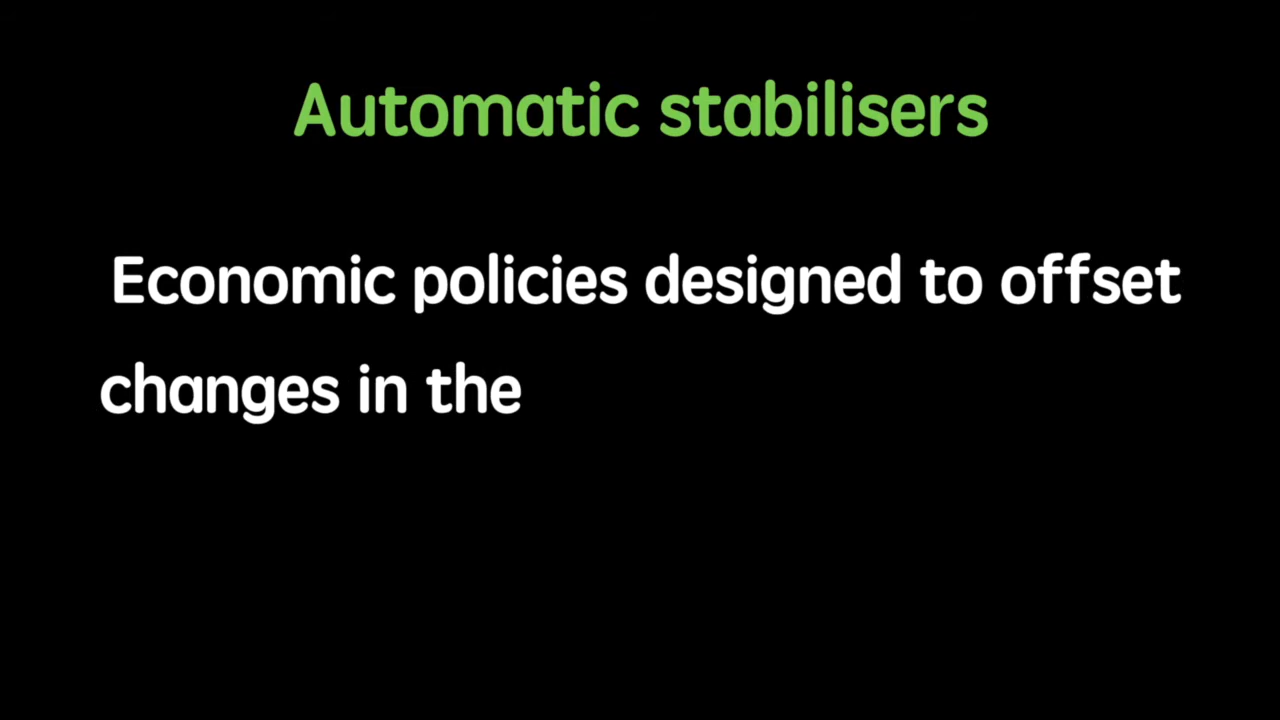 Automatic stabilisers
Economic policies designed to offset
changes in the